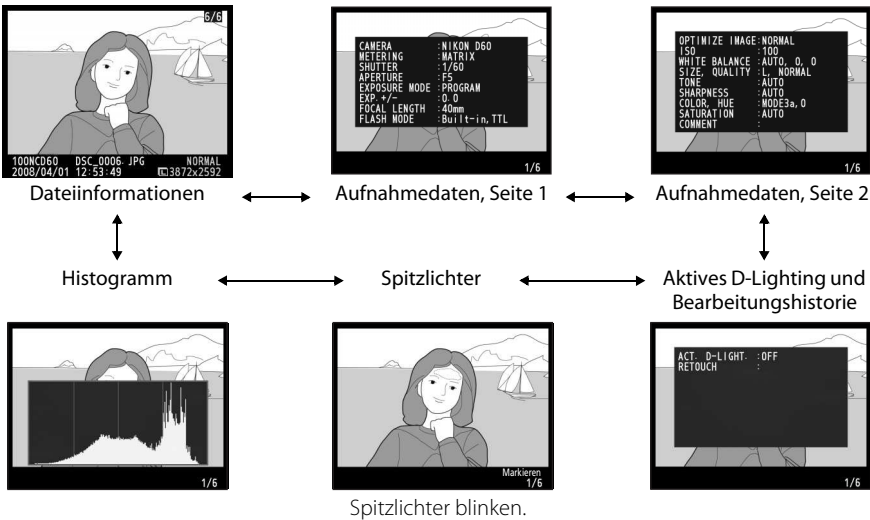 6/6
100NCD60 DSC_0006. JPG NORMAL
2008/04/01 12:53:49 L 3872x2592
Dateiinformationen
CAMERA :NIKON D60
METERING :MATRIX
SHUTTER :1/60
APERTURE :F5
EXPOSURE MODE :PROGRAM
EXP.+/− :0.0
FOCAL LENGTH :40mm
FLASH MODE :Built-in,TTL
1/6
Aufnahmedaten, Seite 1
OPTIMIZE IMAGE:NORMAL
ISO :100
WHITE BALANCE :AUTO, 0, 0
SIZE, QUALITY :L, NORMAL
TONE :AUTO
SHARPNESS :AUTO
COLOR, HUE :MODE3a,0
SATURATION :AUTO
COMMENT :
1/6
Aufnahmedaten, Seite 2
Histogramm
Spitzlichter
Aktives D-Lighting und
Bearbeitungshistorie
1/6
Markieren
1/6
ACT. D-LIGHT. :OFF
RETOUCH :
1/6
Spitzlichter blinken.